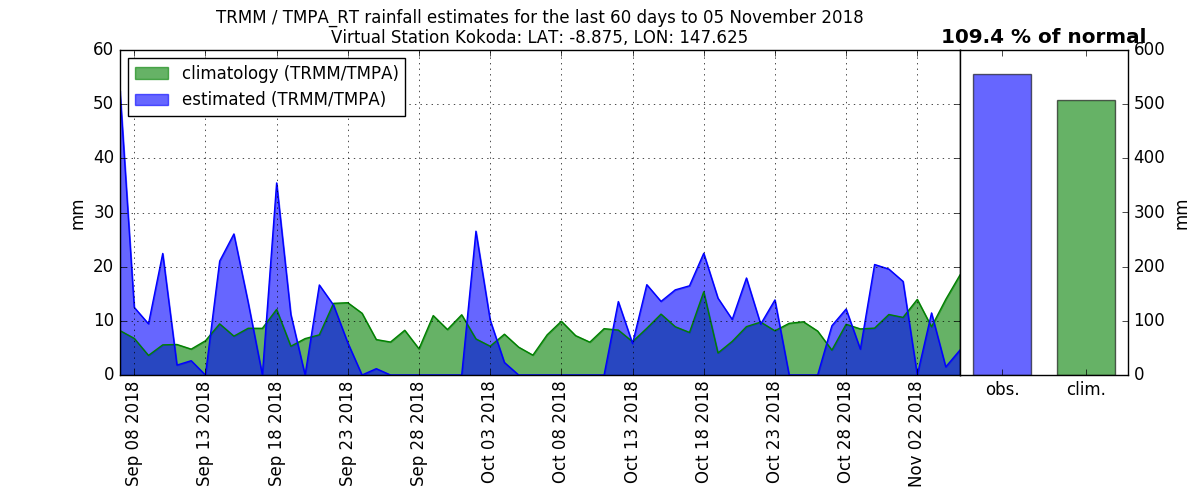 TRMM / TMPA_RT rainfall estimates for the last 60 days to 05 November 2018
Virtual Station Kokoda: LAT: -8.875, LON: 147.625
109.4 % of normal
climatology (TRMM/TMPA)
estimated (TRMM/TMPA)
mm
60
50
40
30
20
10
0
600
500
400
300
200
100
0
mm
obs.
clim.
Sep 08 2018
Sep 13 2018
Sep 18 2018
Sep 23 2018
Sep 28 2018
Oct 03 2018
Oct 08 2018
Oct 13 2018
Oct 18 2018
Oct 23 2018
Oct 28 2018
Nov 02 2018